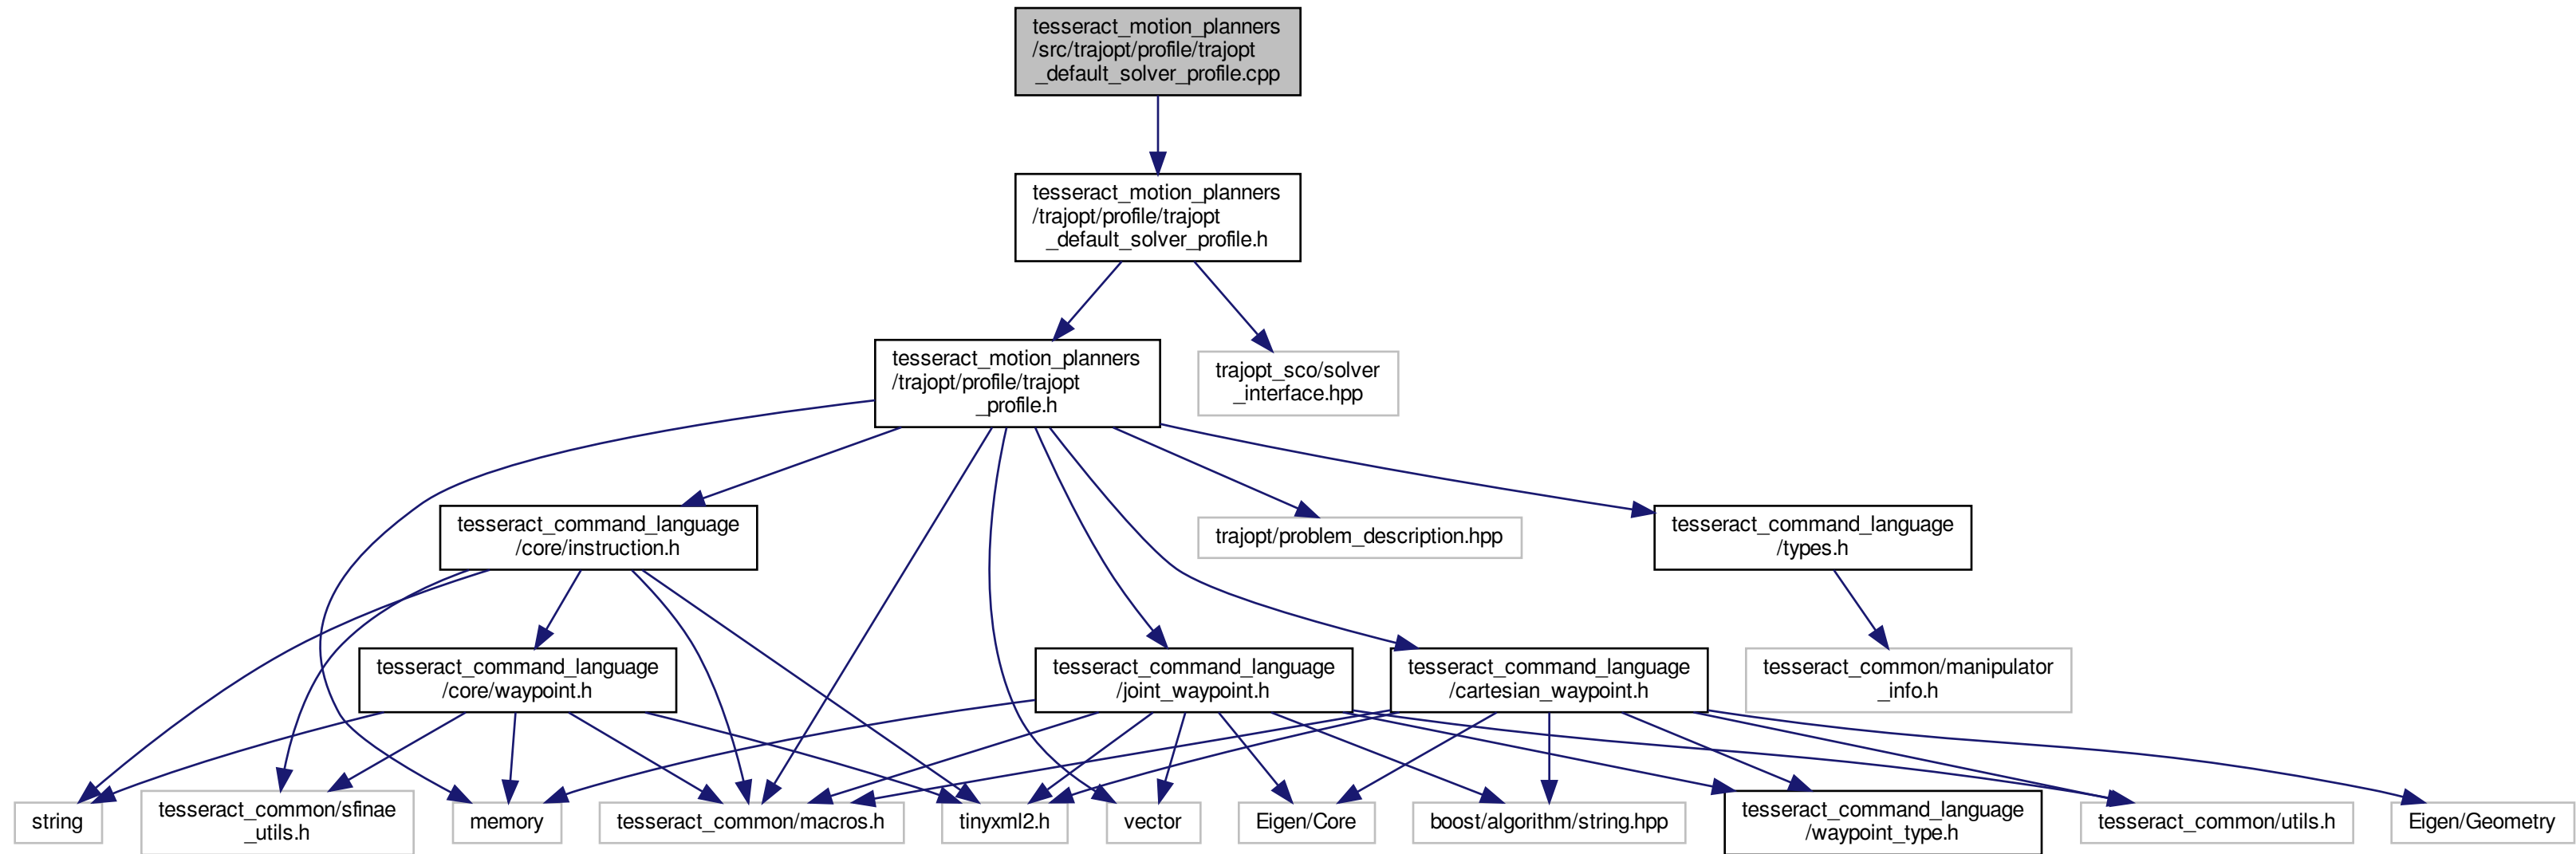 tesseract_motion_planners
/src/trajopt/profile/trajopt
_default_solver_profile.cpp
tesseract_motion_planners
/trajopt/profile/trajopt
_default_solver_profile.h
tesseract_motion_planners
/trajopt/profile/trajopt
_profile.h
trajopt_sco/solver
_interface.hpp
tesseract_command_language
/core/instruction.h
trajopt/problem_description.hpp
tesseract_command_language
/types.h
tesseract_command_language
/core/waypoint.h
tesseract_command_language
/joint_waypoint.h
tesseract_command_language
/cartesian_waypoint.h
tesseract_common/manipulator
_info.h
string
tesseract_common/sfinae
_utils.h
memory
tesseract_common/macros.h
tinyxml2.h
vector
Eigen/Core
boost/algorithm/string.hpp
tesseract_command_language
/waypoint_type.h
tesseract_common/utils.h
Eigen/Geometry